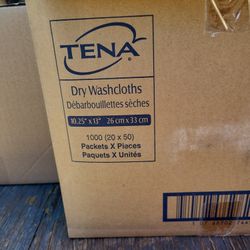 TENA®
Dry Washcloths
Débarbouillettes sèches
10.25" x 13" 26 cm x 33 cm
1000 (20 x 50)
Packets X Pieces
Paquets X Unités